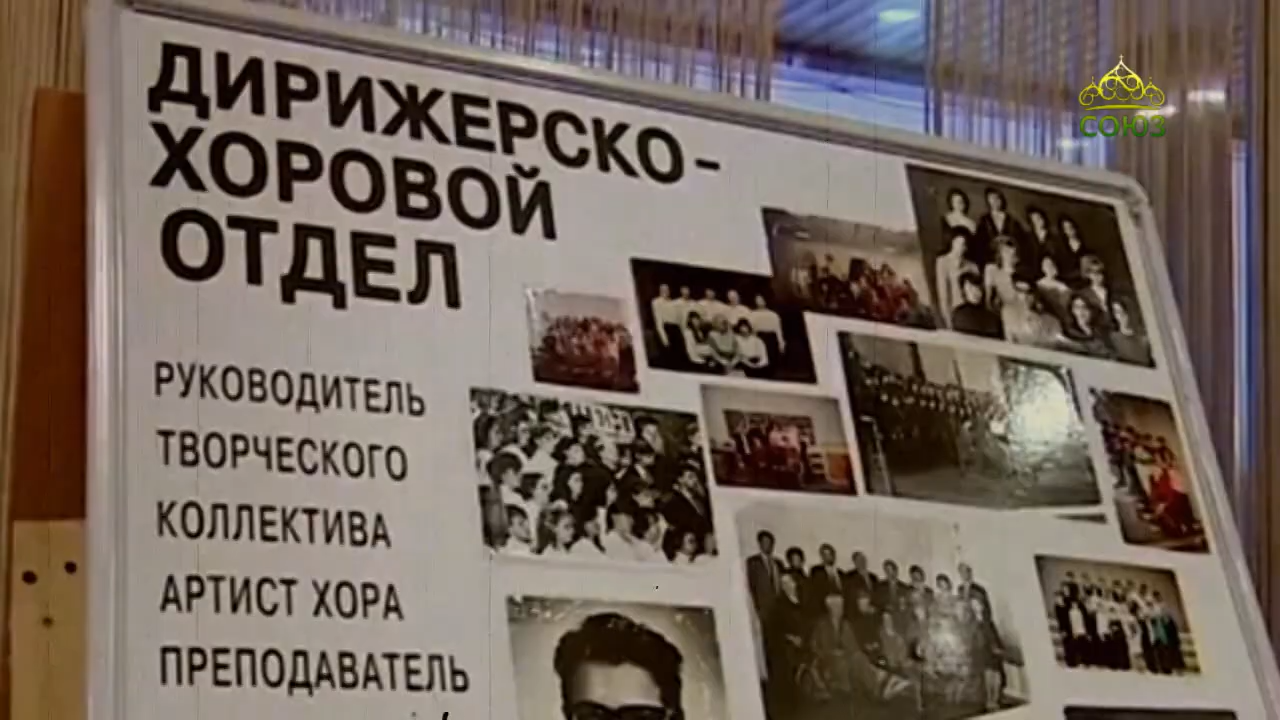 ДИРИЖЕРСКО-
ХОРОВОЙ
ОТДЕЛ
РУКОВОДИТЕЛЬ
ТВОРЧЕСКОГО
КОЛЛЕКТИВА
АРТИСТ ХОРА
ПРЕПОДАВАТЕЛЬ
СОЮЗ